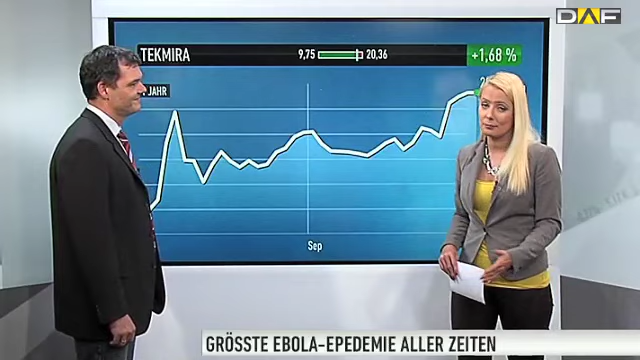 DAF
TEKMIRA 9,75 20,36 +1,68 %
JAHR
Sep
GRÖSSTE EBOLA-EPEDEMIE ALLER ZEITEN